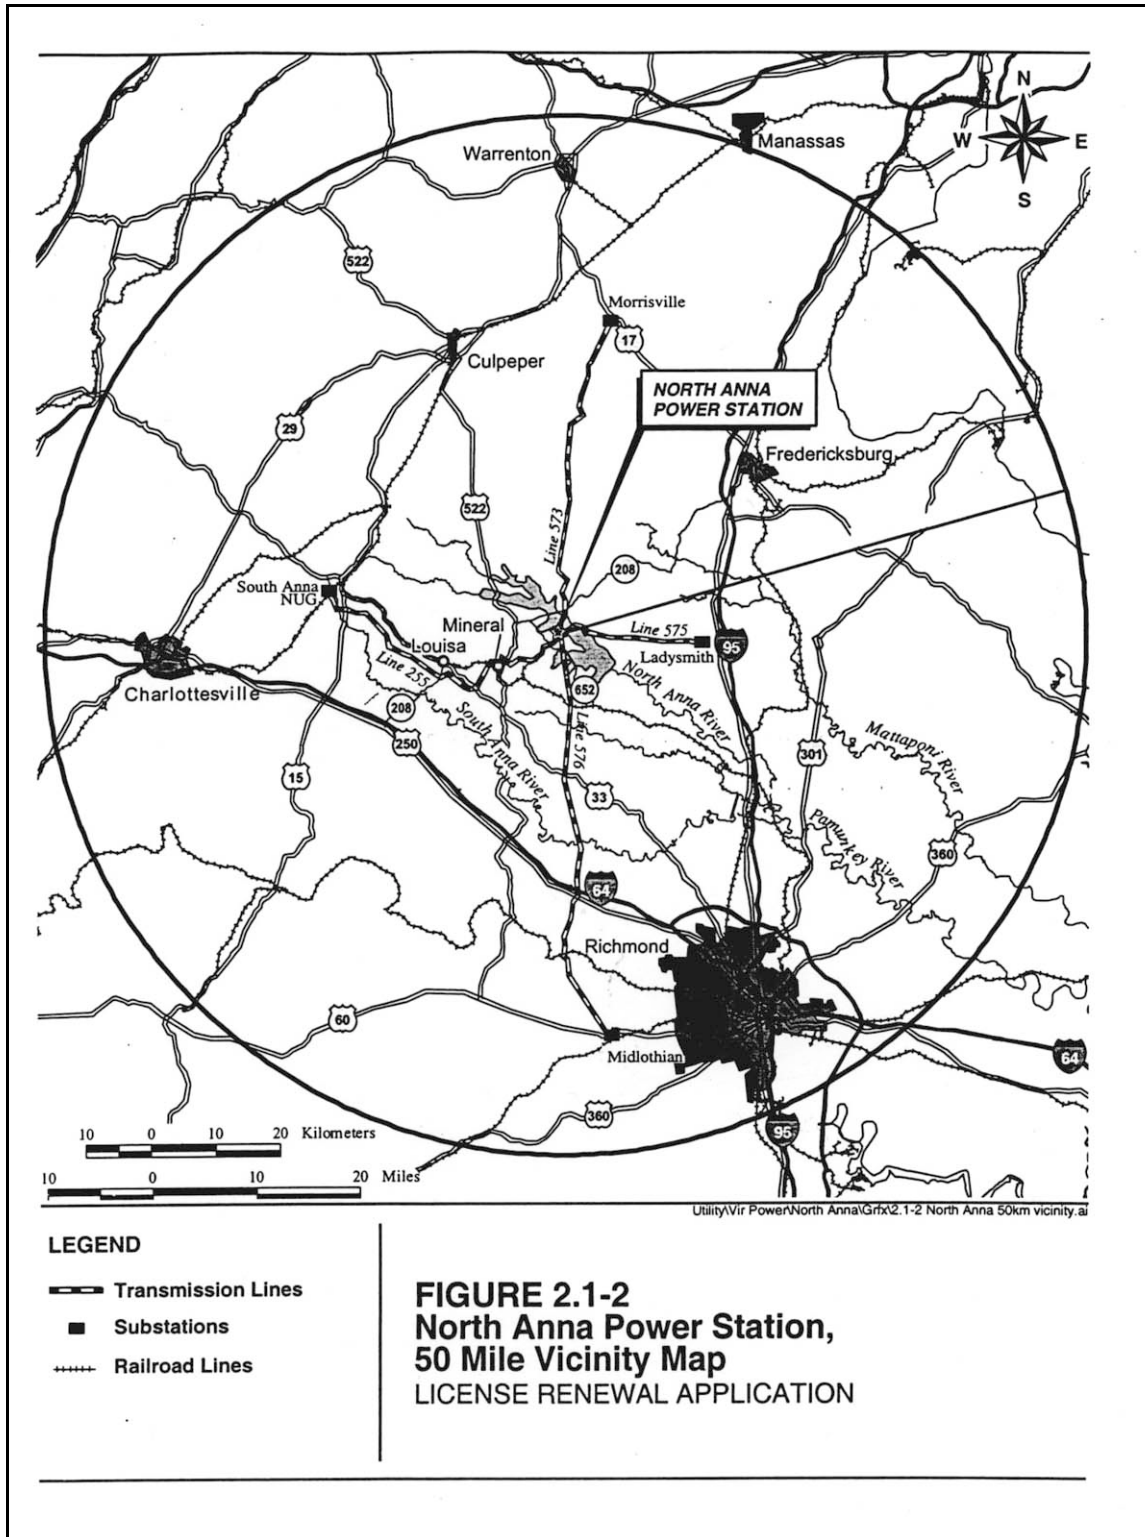 N
W
E
S
Manassas
Warrenton
522
Morrisville
17
Culpeper
NORTH ANNA
POWER STATION
29
Fredericksburg
522
Line 573
208
South Anna
NUG
Mineral
Line 575
Louisa
95
Ladysmith
Line 255
Charlottesville
652
North Anna River
208
South Anna River
250
Line 576
301
Mattaponi River
15
33
Pamunkey River
360
64
Richmond
60
Midlothian
64
360
95
10 0 10 20 Kilometers
10 0 10 20 Miles
Utility\Vir Power\North Anna\Grfx\2.1-2 North Anna 50km vicinity.ai
LEGEND
Transmission Lines
Substations
Railroad Lines
FIGURE 2.1-2
North Anna Power Station,
50 Mile Vicinity Map
LICENSE RENEWAL APPLICATION